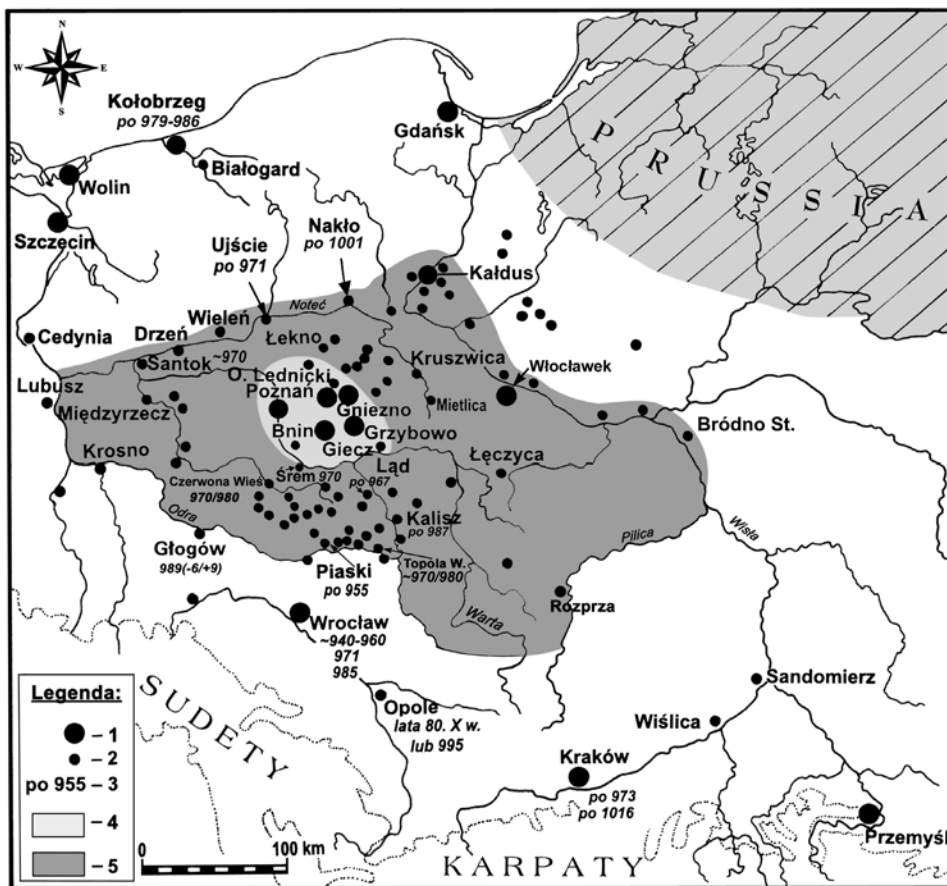 N
W E
S
Kołobrzeg
po 979-986
Gdańsk
PRUSSIA
Białogard
Wolin
Szczecin
Nakło
po 1001
Ujście
po 971
Kałdus
Noteć
Wieleń
Cedynia
Drzeń
Łekno
Santok ~970
Kruszwica
Włocławek
O. Lednicki
Lubusz
Poznań
Międzyrzecz
Gniezno
Mietlica
Bnin
Grzybowo
Bródno St.
Giecz
Krosno
Ląd
po 967
Łęczyca
Śrem 970
Czerwona Wieś
970/980
Kalisz
po 987
Odra
Wisła
Pilica
Głogów
989(-6/+9)
Topola W.
~970/980
Piaski
po 955
Rozprza
Warta
Wrocław
~940-960
971
985
SUDETY
Sandomierz
Opole
lata 80. X w.
lub 995
Wiślica
Kraków
po 973
po 1016
Przemyśl
KARPATY
Legenda:
– 1
– 2
po 955 – 3
– 4
– 5
0 100 km